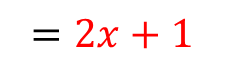 = 2x + 1